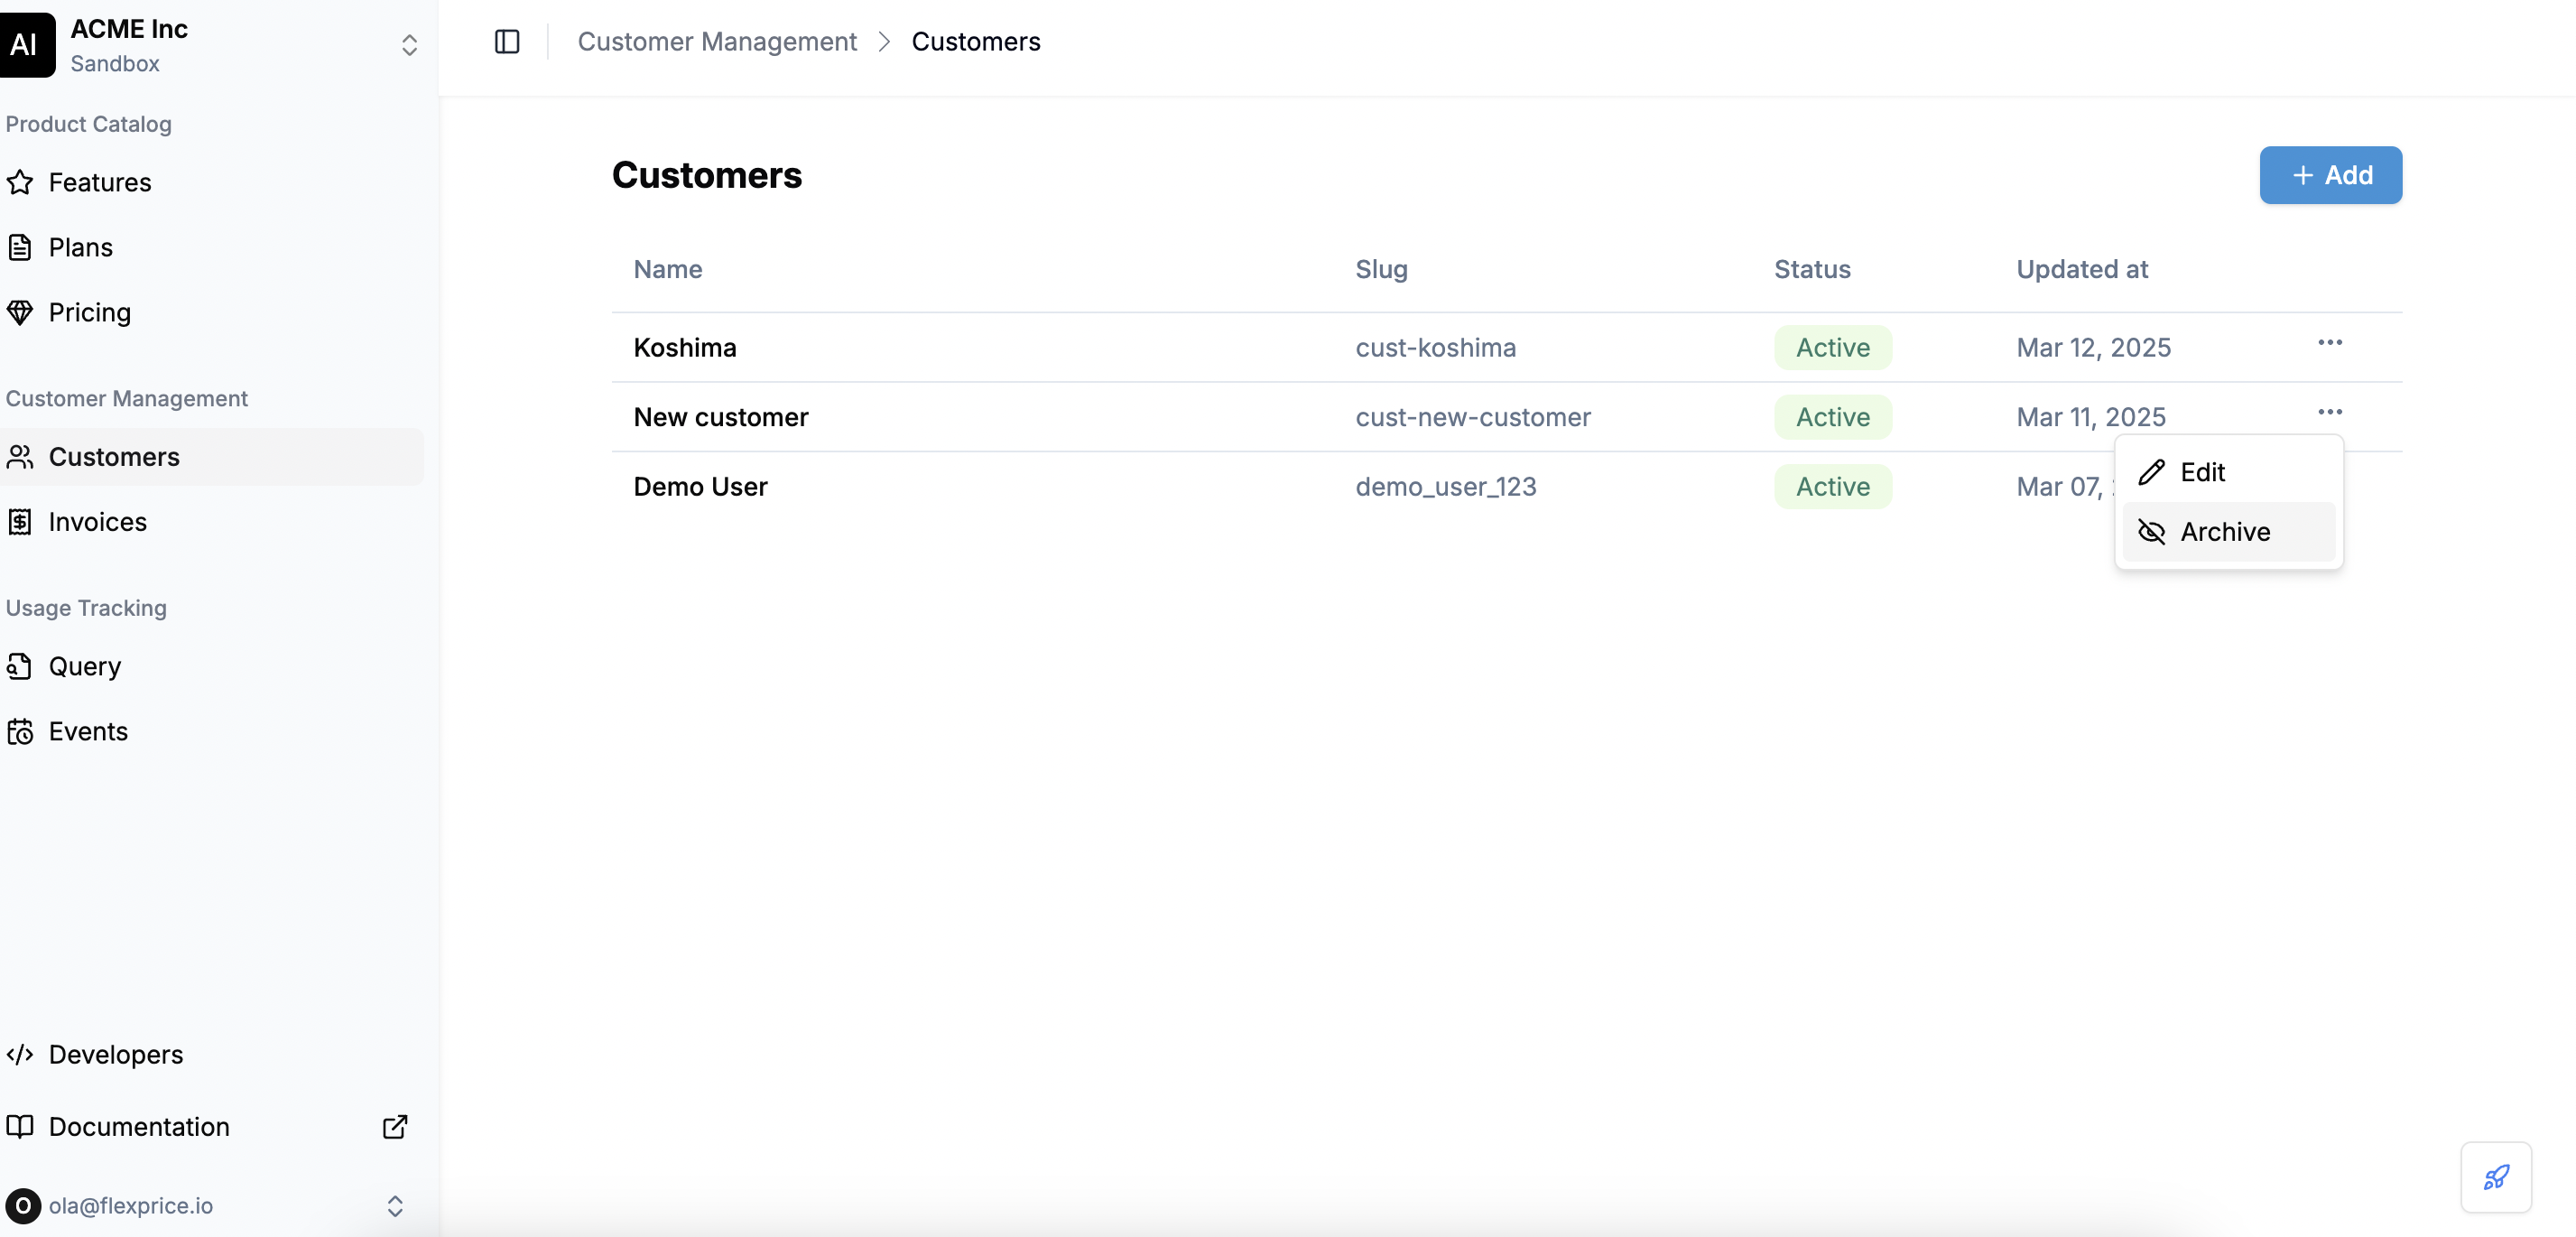 AI
ACME Inc
Sandbox
Product Catalog
Features
Plans
Pricing
Customer Management
Customers
Invoices
Usage Tracking
Query
Events
Developers
Documentation
O ola@flexprice.io
Customer Management > Customers
Customers
+ Add
Name Slug Status Updated at
Koshima cust-koshima Active Mar 12, 2025
New customer cust-new-customer Active Mar 11, 2025
Demo User demo_user_123 Active Mar 07,
Edit
Archive